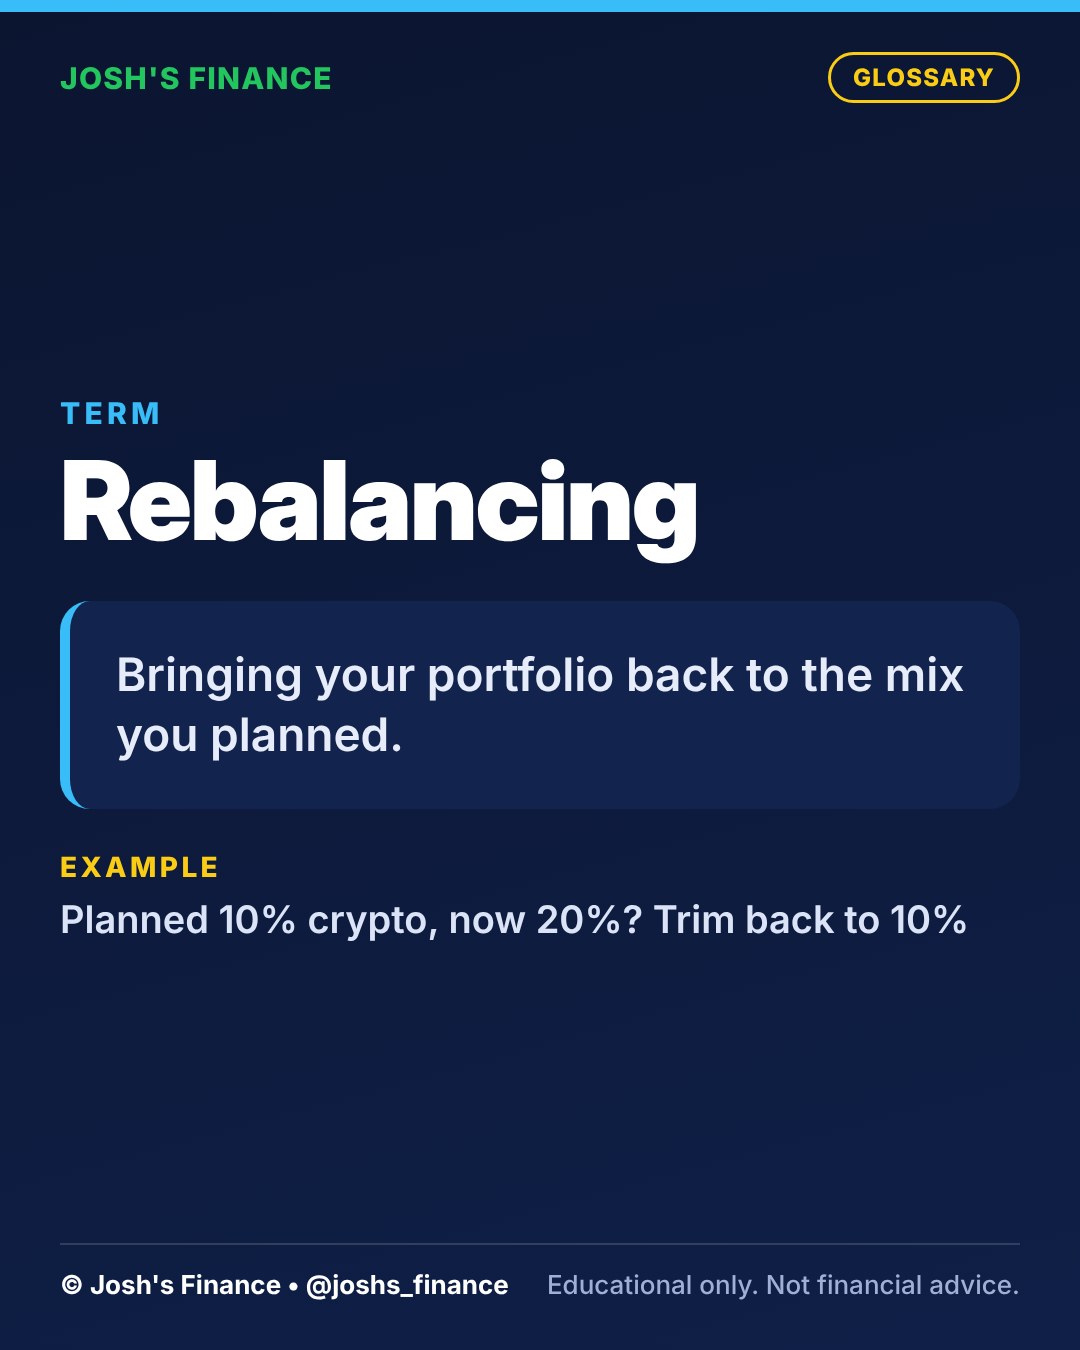 JOSH'S FINANCE
GLOSSARY
TERM
Rebalancing
Bringing your portfolio back to the mix
you planned.
EXAMPLE
Planned 10% crypto, now 20%? Trim back to 10%
© Josh's Finance • @joshs_finance
Educational only. Not financial advice.